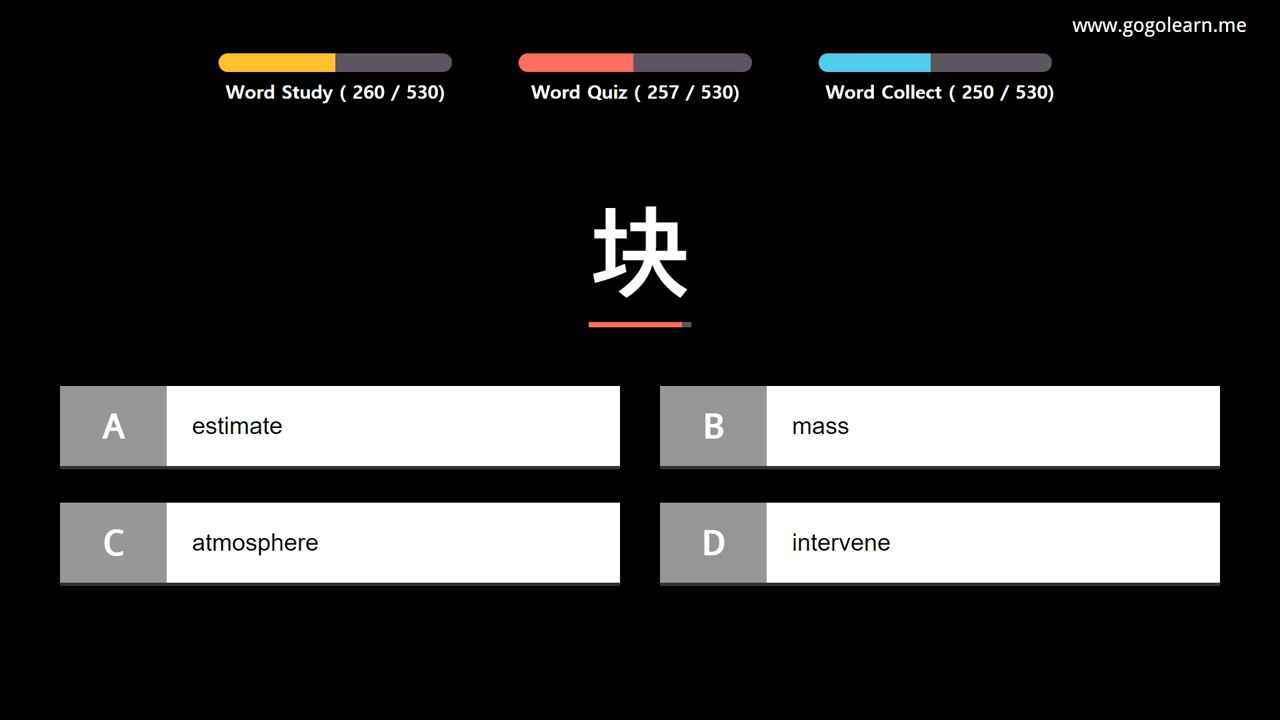 www.gogolearn.me
Word Study ( 260 / 530)
Word Quiz ( 257 / 530)
Word Collect ( 250 / 530)
块
A estimate
B mass
C atmosphere
D intervene